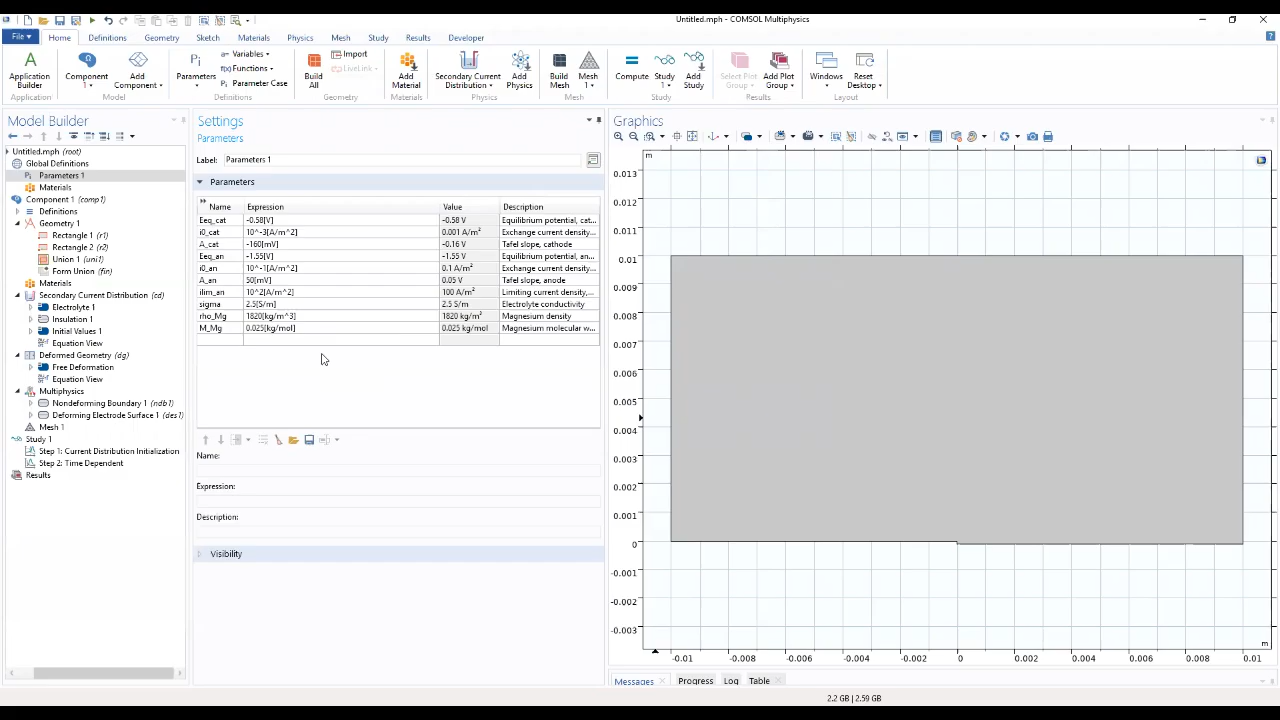 Untitled.mph - COMSOL Multiphysics
File Home Definitions Geometry Sketch Materials Physics Mesh Study Results Developer
Application Builder
Component 1
Add Component
Parameters
Variables
Functions
Parameter Case
Build All
Import
LiveLink
Add Material
Secondary Current Distribution
Add Physics
Build Mesh
Mesh 1
Compute
Study 1
Add Study
Select Plot Group
Add Plot Group
Windows
Reset Desktop
Application Model Definitions Geometry Materials Physics Mesh Study Results Layout
Model Builder
Untitled.mph (root)
Global Definitions
Parameters 1
Materials
Component 1 (comp1)
Definitions
Geometry 1
Rectangle 1 (r1)
Rectangle 2 (r2)
Union 1 (uni1)
Form Union (fin)
Materials
Secondary Current Distribution (cd)
Electrolyte 1
Insulation 1
Initial Values 1
Equation View
Deformed Geometry (dg)
Free Deformation
Equation View
Multiphysics
Nondeforming Boundary 1 (ndb1)
Deforming Electrode Surface 1 (des1)
Mesh 1
Study 1
Step 1: Current Distribution Initialization
Step 2: Time Dependent
Results
Settings
Parameters
Label: Parameters 1
Parameters
Name Expression Value Description
Eeq_cat -0.58[V] -0.58 V Equilibrium potential, cat...
i0_cat 10^-3[A/m^2] 0.001 A/m² Exchange current density...
A_cat -160[mV] -0.16 V Tafel slope, cathode
Eeq_an -1.55[V] -1.55 V Equilibrium potential, an...
i0_an 10^-1[A/m^2] 0.1 A/m² Exchange current density...
A_an 50[mV] 0.05 V Tafel slope, anode
ilim_an 10^2[A/m^2] 100 A/m² Limiting current density,...
sigma 2.5[S/m] 2.5 S/m Electrolyte conductivity
rho_Mg 1820[kg/m^3] 1820 kg/m³ Magnesium density
M_Mg 0.025[kg/mol] 0.025 kg/mol Magnesium molecular w...
Name:
Expression:
Description:
Visibility
Graphics
m
0.013
0.012
0.011
0.01
0.009
0.008
0.007
0.006
0.005
0.004
0.003
0.002
0.001
0
-0.001
-0.002
-0.003
m
-0.01 -0.008 -0.006 -0.004 -0.002 0 0.002 0.004 0.006 0.008 0.01
Messages Progress Log Table
2.2 GB | 2.59 GB